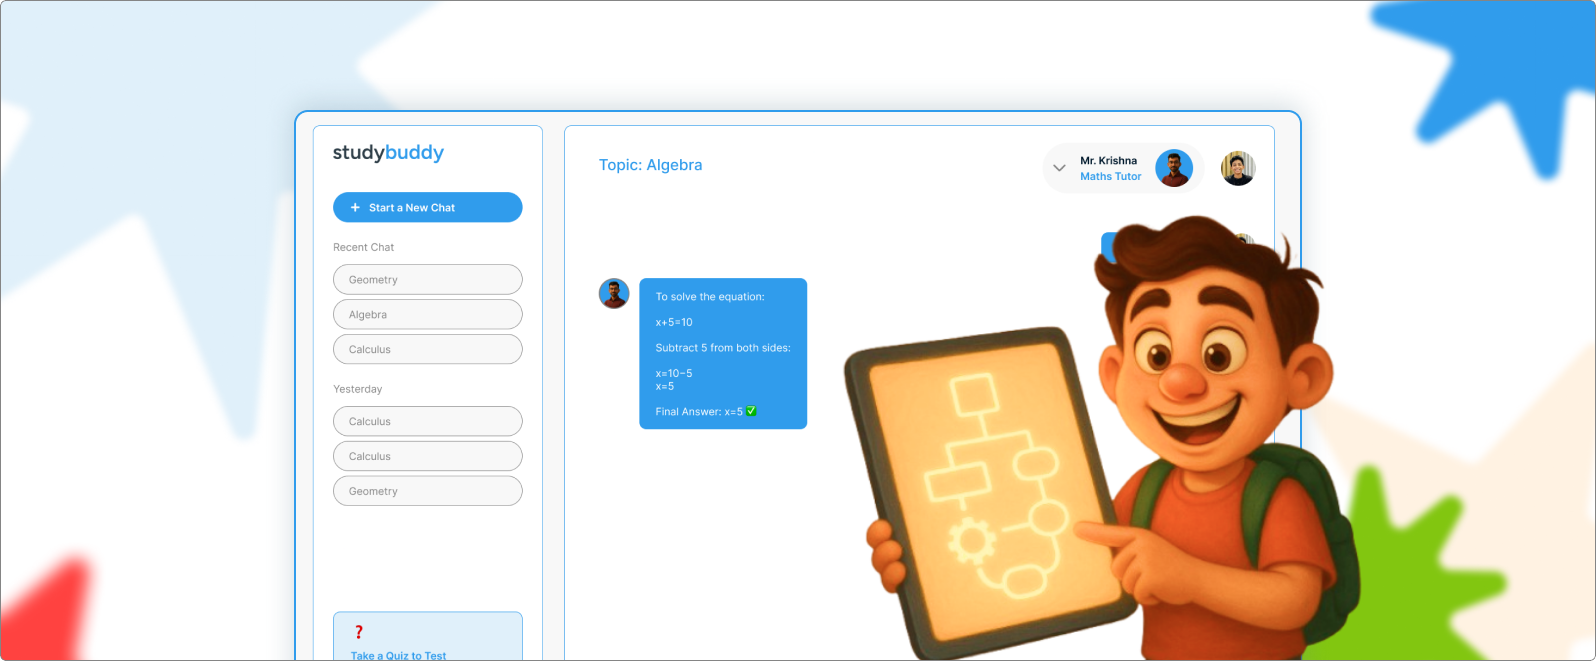 studybuddy
+ Start a New Chat
Recent Chat
Geometry
Algebra
Calculus
Yesterday
Calculus
Calculus
Geometry
❓
Take a Quiz to Test
Topic: Algebra
Mr. Krishna
Maths Tutor
To solve the equation:
x+5=10
Subtract 5 from both sides:
x=10−5
x=5
Final Answer: x=5 ✅